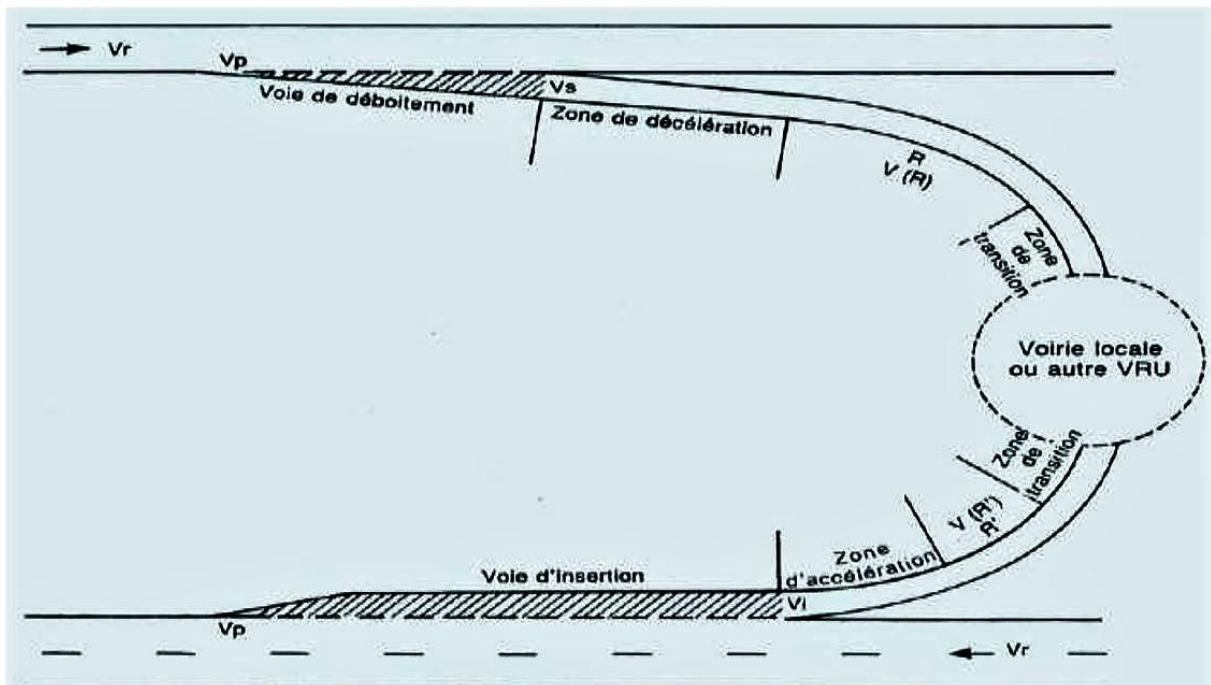 Vr
Vp
Vs
Voie de déboitement
Zone de décélération
R
V (R)
Zone
de
transition
Voirie locale
ou autre VRU
Zone
de
transition
V (R')
R'
Zone
d'accélération
Voie d'insertion
Vi
Vp
Vr